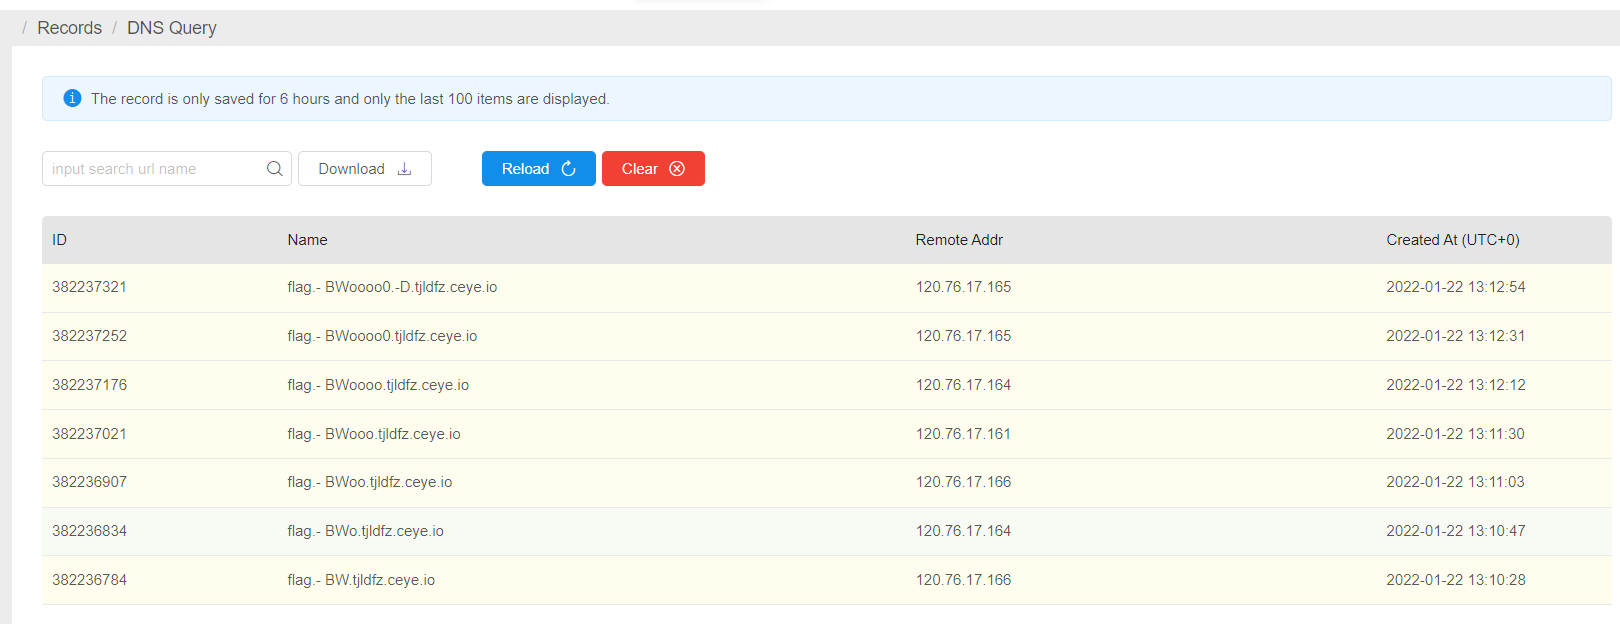 / Records / DNS Query
The record is only saved for 6 hours and only the last 100 items are displayed.
input search url name Download Reload Clear
ID Name Remote Addr Created At (UTC+0)
382237321 flag.- BWoooo0.-D.tjldfz.ceye.io 120.76.17.165 2022-01-22 13:12:54
382237252 flag.- BWoooo0.tjldfz.ceye.io 120.76.17.165 2022-01-22 13:12:31
382237176 flag.- BWoooo.tjldfz.ceye.io 120.76.17.164 2022-01-22 13:12:12
382237021 flag.- BWooo.tjldfz.ceye.io 120.76.17.161 2022-01-22 13:11:30
382236907 flag.- BWoo.tjldfz.ceye.io 120.76.17.166 2022-01-22 13:11:03
382236834 flag.- BWo.tjldfz.ceye.io 120.76.17.164 2022-01-22 13:10:47
382236784 flag.- BW.tjldfz.ceye.io 120.76.17.166 2022-01-22 13:10:28